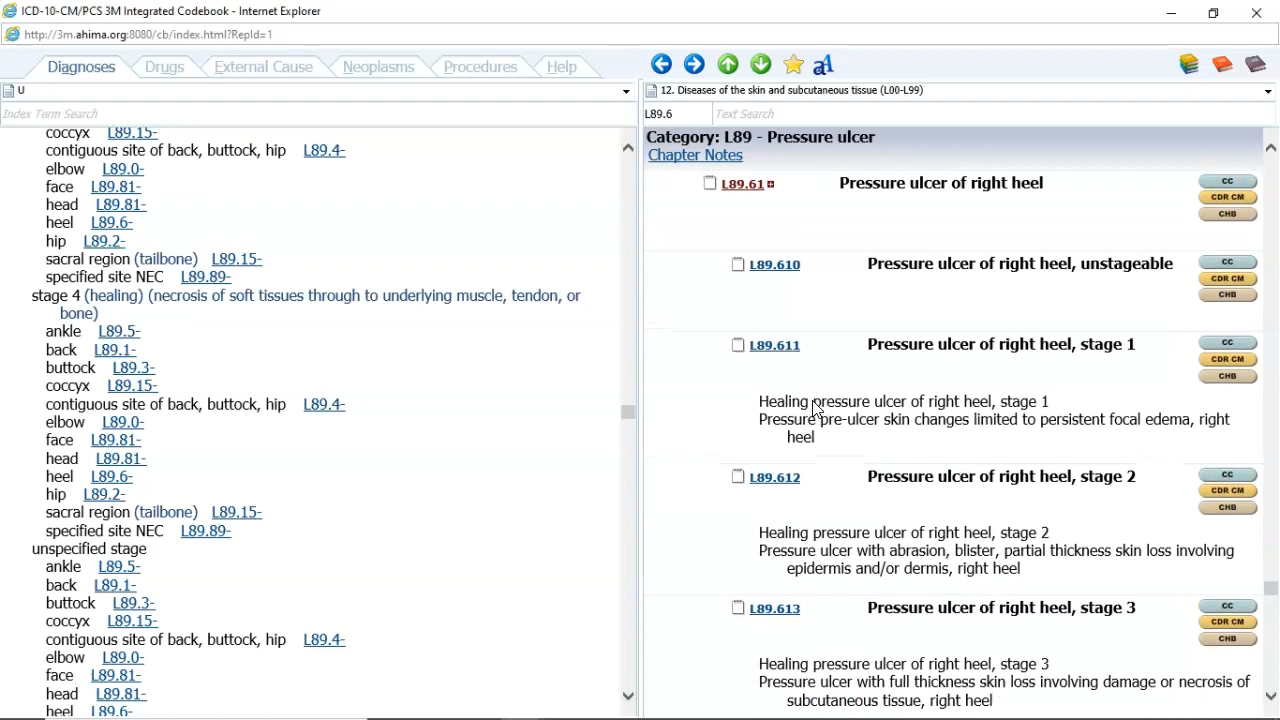 ICD-10-CM/PCS 3M Integrated Codebook - Internet Explorer
http://3m.ahima.org:8080/cb/index.html?RepId=1
Diagnoses Drugs External Cause Neoplasms Procedures Help
U
Index Term Search
coccyx L89.15-
contiguous site of back, buttock, hip L89.4-
elbow L89.0-
face L89.81-
head L89.81-
heel L89.6-
hip L89.2-
sacral region (tailbone) L89.15-
specified site NEC L89.89-
stage 4 (healing) (necrosis of soft tissues through to underlying muscle, tendon, or
bone)
ankle L89.5-
back L89.1-
buttock L89.3-
coccyx L89.15-
contiguous site of back, buttock, hip L89.4-
elbow L89.0-
face L89.81-
head L89.81-
heel L89.6-
hip L89.2-
sacral region (tailbone) L89.15-
specified site NEC L89.89-
unspecified stage
ankle L89.5-
back L89.1-
buttock L89.3-
coccyx L89.15-
contiguous site of back, buttock, hip L89.4-
elbow L89.0-
face L89.81-
head L89.81-
heel L89.6-
aA
12. Diseases of the skin and subcutaneous tissue (L00-L99)
L89.6 Text Search
Category: L89 - Pressure ulcer
Chapter Notes
L89.61 Pressure ulcer of right heel CC
CDR CM
CHB
L89.610 Pressure ulcer of right heel, unstageable CC
CDR CM
CHB
L89.611 Pressure ulcer of right heel, stage 1 CC
CDR CM
CHB
Healing pressure ulcer of right heel, stage 1
Pressure pre-ulcer skin changes limited to persistent focal edema, right
heel
L89.612 Pressure ulcer of right heel, stage 2 CC
CDR CM
CHB
Healing pressure ulcer of right heel, stage 2
Pressure ulcer with abrasion, blister, partial thickness skin loss involving
epidermis and/or dermis, right heel
L89.613 Pressure ulcer of right heel, stage 3 CC
CDR CM
CHB
Healing pressure ulcer of right heel, stage 3
Pressure ulcer with full thickness skin loss involving damage or necrosis of
subcutaneous tissue, right heel